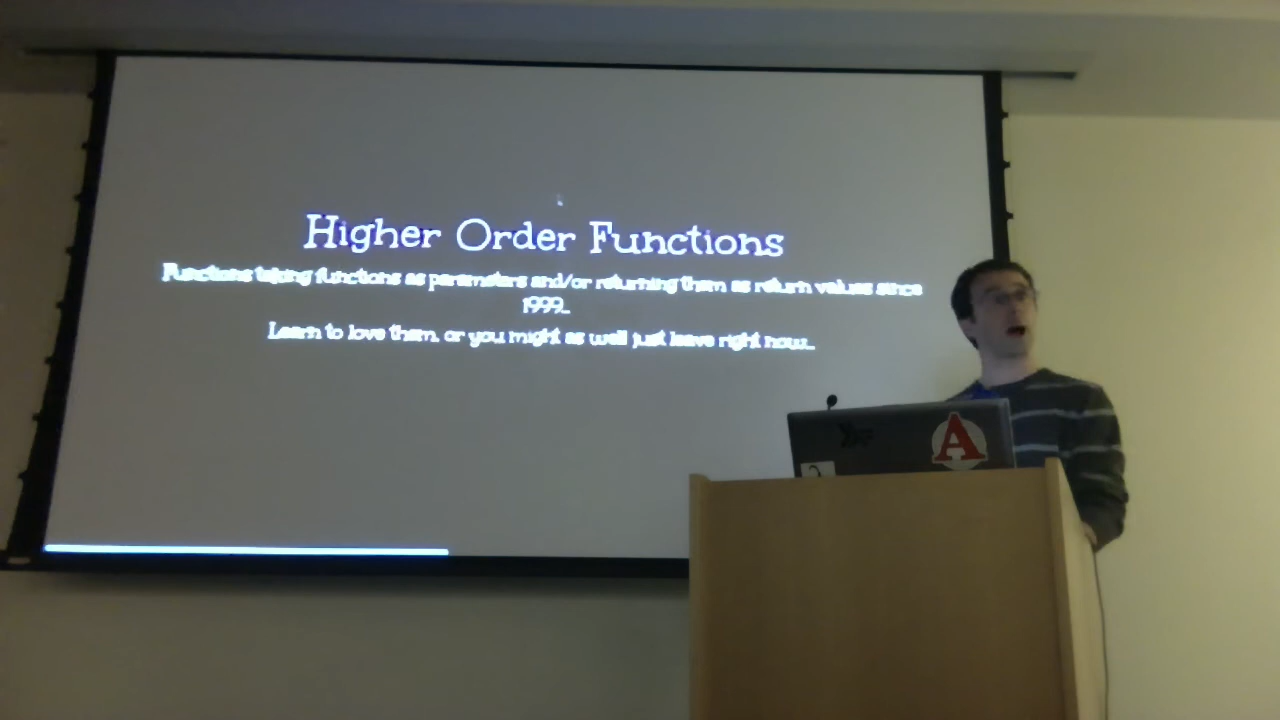 Higher Order Functions
Functions taking functions as parameters and/or returning them as return values since
1999...
Learn to love them, or you might as well just leave right now...
A